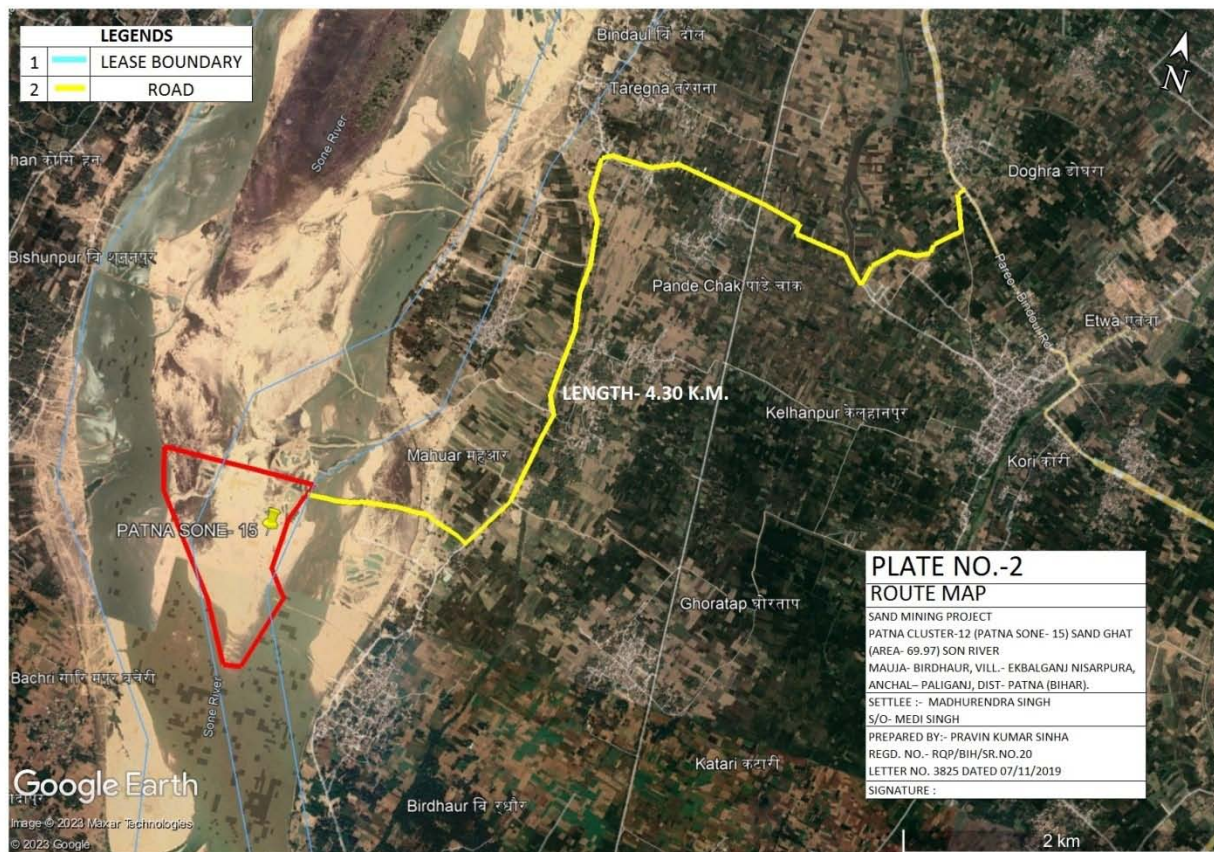 LEGENDS
1 LEASE BOUNDARY
2 ROAD
N
Bindaul
Taregna तरेगना
Sone River
Doghra डोघरा
Pareo - Bindoul Rd
Pande Chak पांडे चाक
Etwa एतवा
LENGTH- 4.30 K.M.
Kelhanpur केलहानपुर
Mahuar महुआर
Kori कोरी
PATNA SONE- 15
Ghoratap घोरताप
Sone River
Katari कटारी
Birdhaur
Bishunpur
Bachri
PLATE NO.-2
ROUTE MAP
SAND MINING PROJECT
PATNA CLUSTER-12 (PATNA SONE- 15) SAND GHAT
(AREA- 69.97) SON RIVER
MAUJA- BIRDHAUR, VILL.- EKBALGANJ NISARPURA,
ANCHAL– PALIGANJ, DIST- PATNA (BIHAR).
SETTLEE :- MADHURENDRA SINGH
S/O- MEDI SINGH
PREPARED BY:- PRAVIN KUMAR SINHA
REGD. NO.- RQP/BIH/SR.NO.20
LETTER NO. 3825 DATED 07/11/2019
SIGNATURE :
Google Earth
Image © 2023 Maxar Technologies
© 2023 Google
2 km